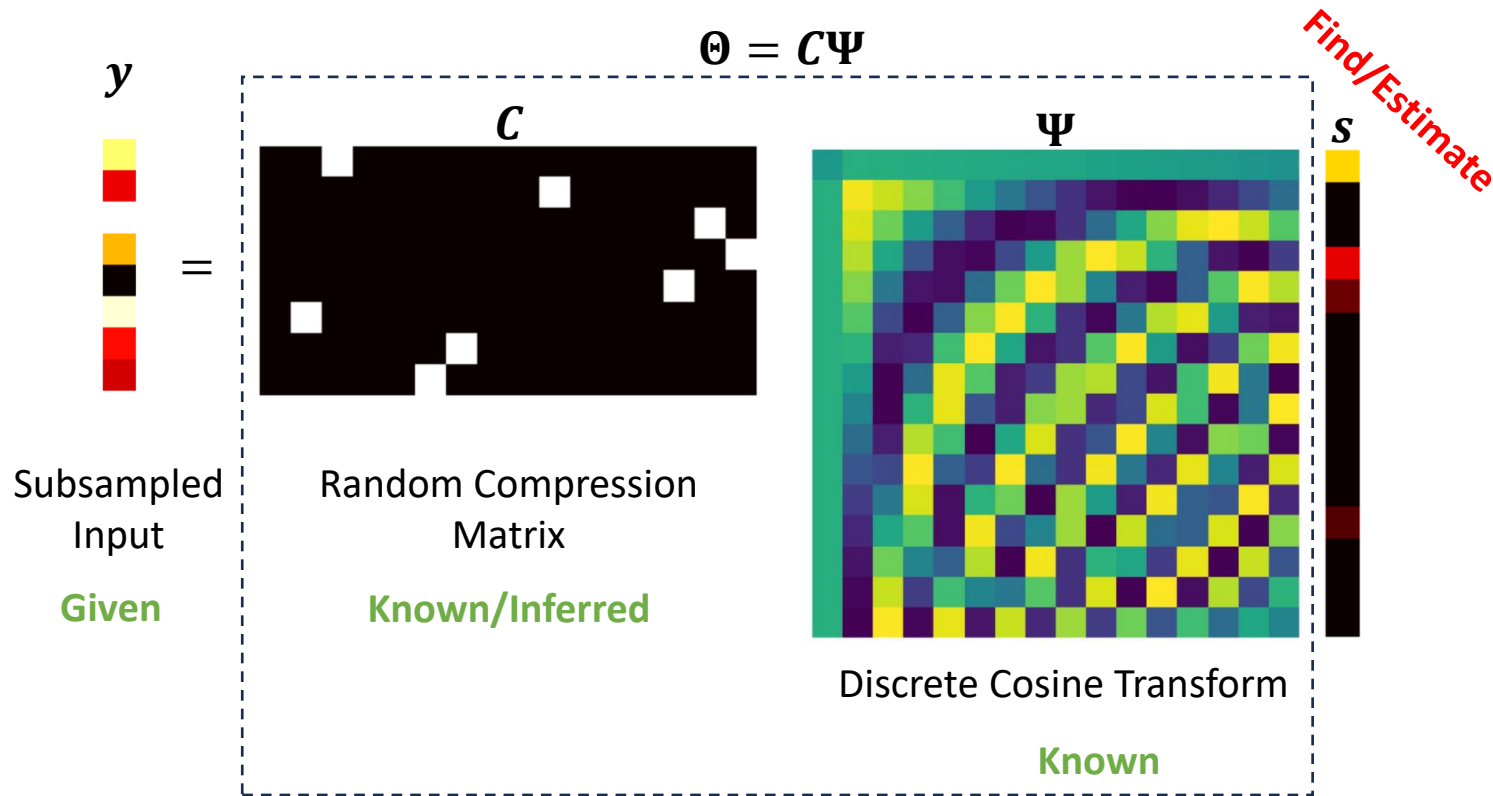 Θ = CΨ
Find/Estimate
y
=
C
Ψ
s
Subsampled
Input
Given
Random Compression
Matrix
Known/Inferred
Discrete Cosine Transform
Known